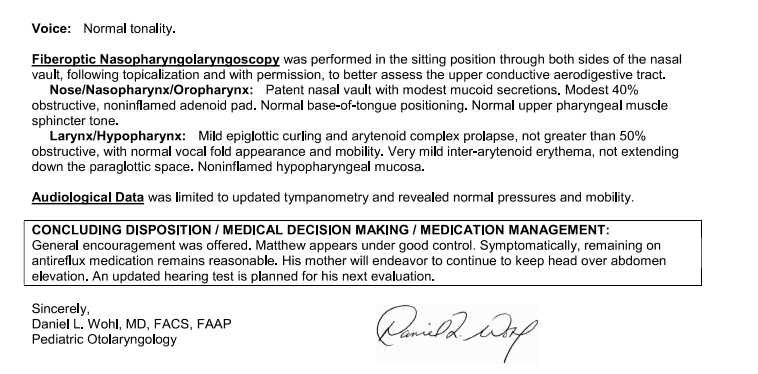 Voice: Normal tonality.
Fiberoptic Nasopharyngolaryngoscopy was performed in the sitting position through both sides of the nasal
vault, following topicalization and with permission, to better assess the upper conductive aerodigestive tract.
Nose/Nasopharynx/Oropharynx: Patent nasal vault with modest mucoid secretions. Modest 40%
obstructive, noninflamed adenoid pad. Normal base-of-tongue positioning. Normal upper pharyngeal muscle
sphincter tone.
Larynx/Hypopharynx: Mild epiglottic curling and arytenoid complex prolapse, not greater than 50%
obstructive, with normal vocal fold appearance and mobility. Very mild inter-arytenoid erythema, not extending
down the paraglottic space. Noninflamed hypopharyngeal mucosa.
Audiological Data was limited to updated tympanometry and revealed normal pressures and mobility.
CONCLUDING DISPOSITION / MEDICAL DECISION MAKING / MEDICATION MANAGEMENT:
General encouragement was offered. Matthew appears under good control. Symptomatically, remaining on
antireflux medication remains reasonable. His mother will endeavor to continue to keep head over abdomen
elevation. An updated hearing test is planned for his next evaluation.
Sincerely,
Daniel L. Wohl, MD, FACS, FAAP
Pediatric Otolaryngology
Daniel L. Wohl